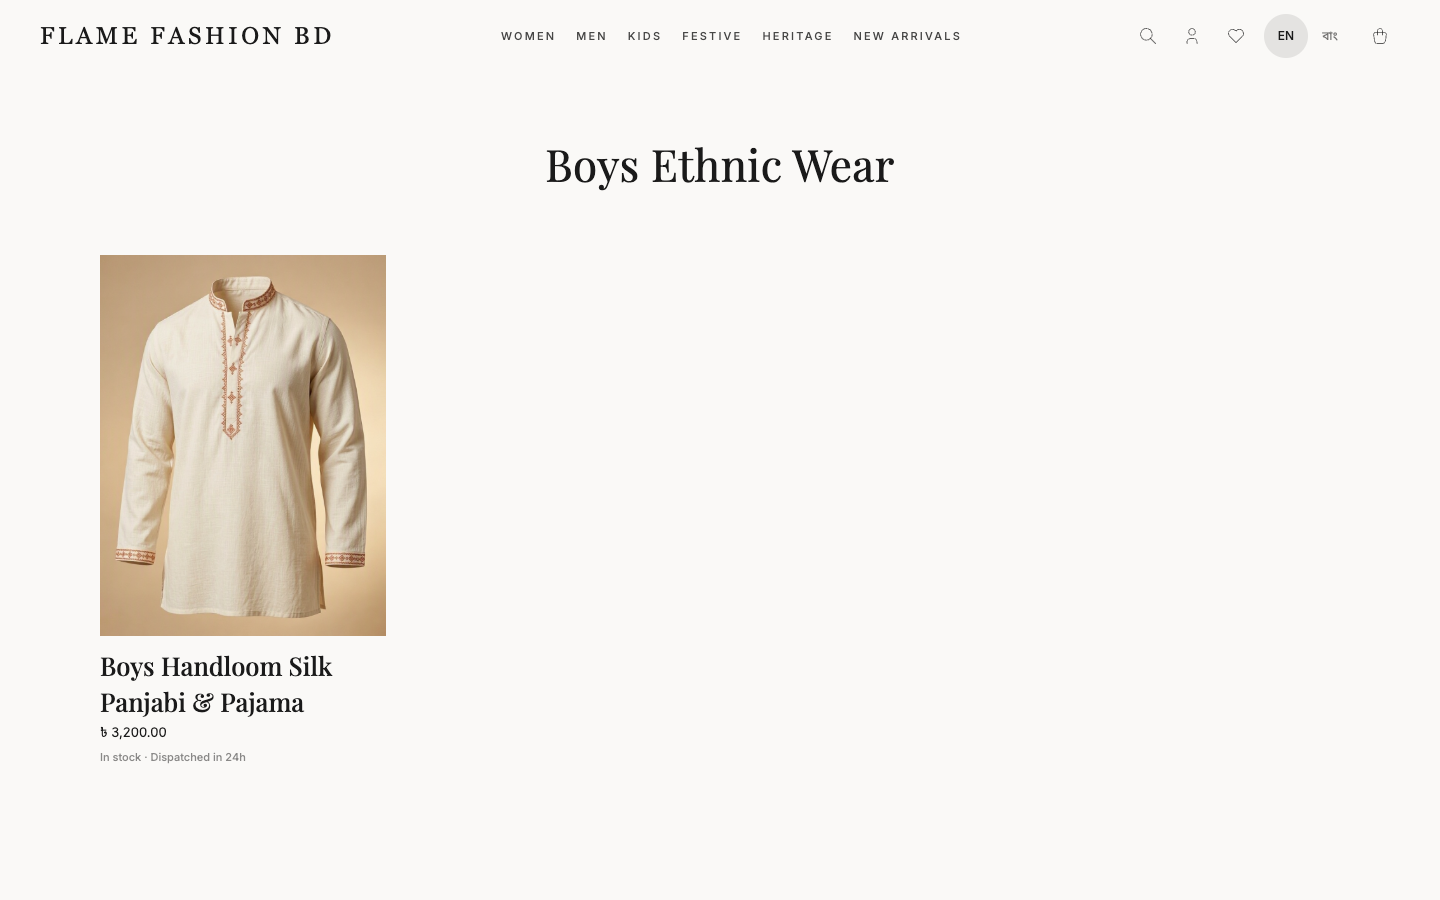 FLAME FASHION BD
WOMEN MEN KIDS FESTIVE HERITAGE NEW ARRIVALS
EN বাং
Boys Ethnic Wear
Boys Handloom Silk
Panjabi & Pajama
৳ 3,200.00
In stock · Dispatched in 24h